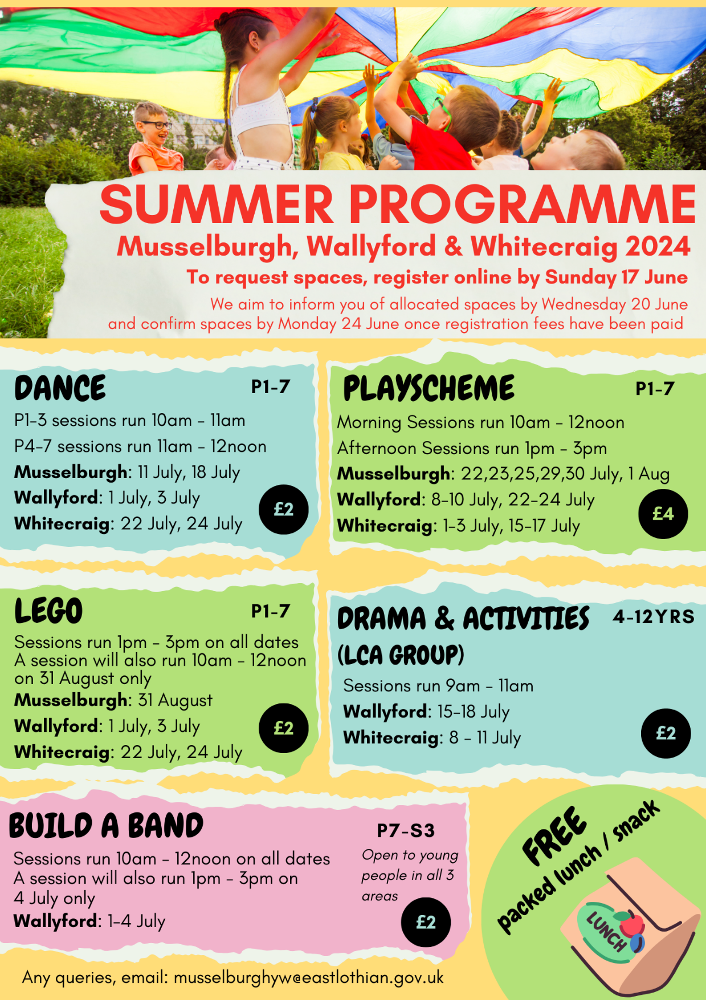 SUMMER PROGRAMME
Musselburgh, Wallyford & Whitecraig 2024
To request spaces, register online by Sunday 17 June
We aim to inform you of allocated spaces by Wednesday 20 June
and confirm spaces by Monday 24 June once registration fees have been paid
DANCE P1-7
P1-3 sessions run 10am - 11am
P4-7 sessions run 11am - 12noon
Musselburgh: 11 July, 18 July
Wallyford: 1 July, 3 July
Whitecraig: 22 July, 24 July
£2
PLAYSCHEME P1-7
Morning Sessions run 10am - 12noon
Afternoon Sessions run 1pm - 3pm
Musselburgh: 22,23,25,29,30 July, 1 Aug
Wallyford: 8-10 July, 22-24 July
Whitecraig: 1-3 July, 15-17 July
£4
LEGO P1-7
Sessions run 1pm - 3pm on all dates
A session will also run 10am - 12noon
on 31 August only
Musselburgh: 31 August
Wallyford: 1 July, 3 July
Whitecraig: 22 July, 24 July
£2
DRAMA & ACTIVITIES 4-12YRS
(LCA GROUP)
Sessions run 9am - 11am
Wallyford: 15-18 July
Whitecraig: 8 - 11 July
£2
BUILD A BAND
Sessions run 10am - 12noon on all dates
A session will also run 1pm - 3pm on
4 July only
Wallyford: 1-4 July
P7-S3
Open to young
people in all 3
areas
£2
FREE
packed lunch / snack
LUNCH
Any queries, email: musselburghyw@eastlothian.gov.uk